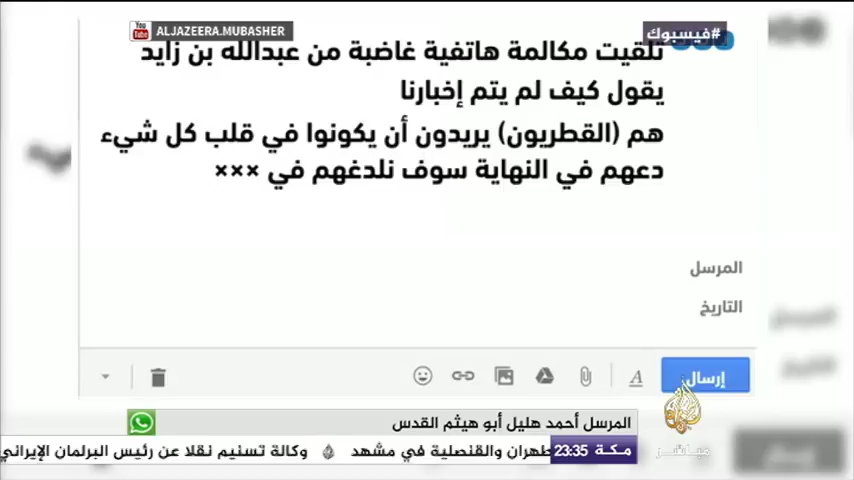 ALJAZEERA.MUBASHER
#فيسبوك
تلقيت مكالمة هاتفية غاضبة من عبدالله بن زايد
يقول كيف لم يتم إخبارنا
هم (القطريون) يريدون أن يكونوا في قلب كل شيء
دعهم في النهاية سوف نلدغهم في ×××
المرسل
التاريخ
إرسال
المرسل أحمد هليل أبو هيثم القدس
مكة 23:35
طهران والقنصلية في مشهد وكالة تسنيم نقلا عن رئيس البرلمان الإيراني
مباشر